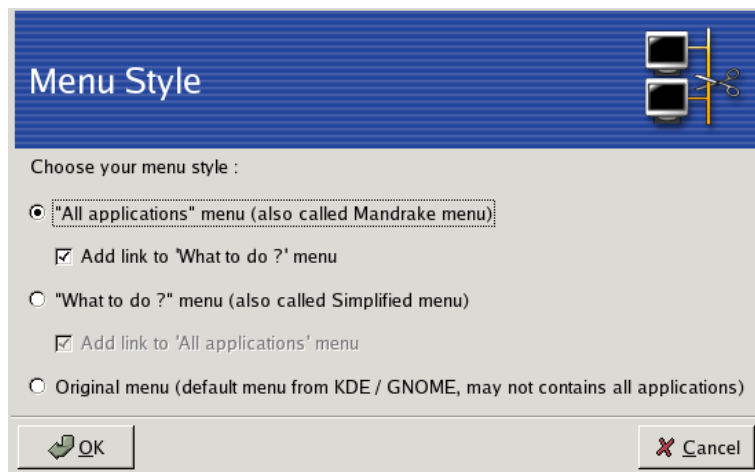 Menu Style
Choose your menu style :
"All applications" menu (also called Mandrake menu)
Add link to 'What to do ?' menu
"What to do ?" menu (also called Simplified menu)
Add link to 'All applications' menu
Original menu (default menu from KDE / GNOME, may not contains all applications)
OK
Cancel